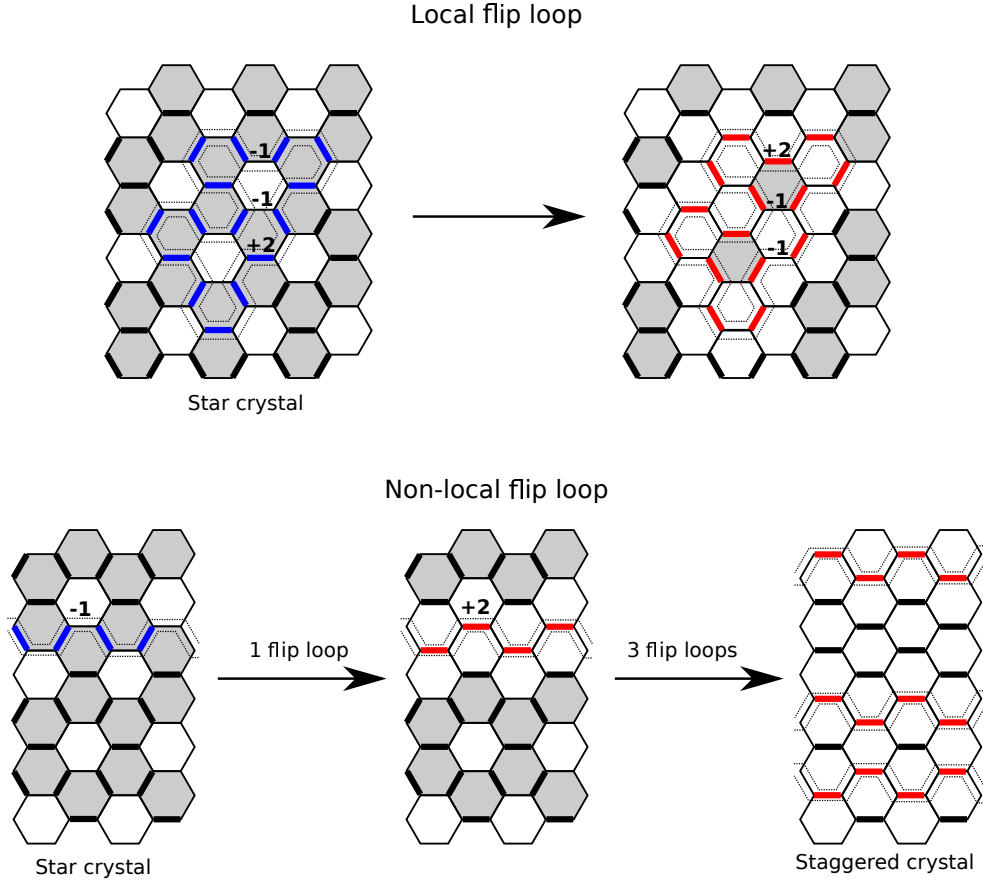 Local flip loop
-1
+2
-1
-1
+2
-1
Star crystal
Non-local flip loop
-1
+2
1 flip loop
3 flip loops
Star crystal
Staggered crystal